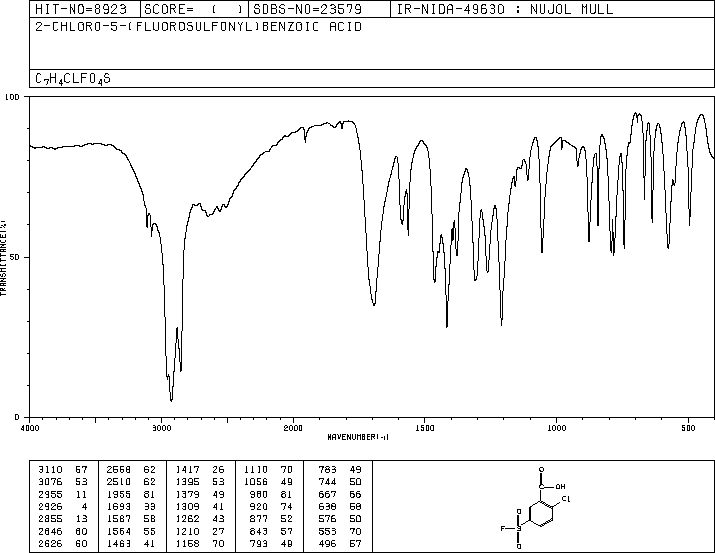 HIT-NO=8923 SCORE= ( ) SDBS-NO=23579 IR-NIDA-49630 : NUJOL MULL
2-CHLORO-5-(FLUOROSULFONYL)BENZOIC ACID
C7H4CLFO4S
100
TRANSMITTANCE(%)
50
0
4000 3000 2000 1500 1000 500
WAVENUMBER(-1)
3110 67 2558 62 1417 26 1110 70 783 49
3076 53 2510 62 1395 53 1056 49 744 50
2955 11 1955 81 1379 49 980 81 667 66
2926 4 1693 33 1309 41 920 74 638 58
2855 13 1587 58 1262 43 877 52 576 50
2646 60 1564 55 1210 27 843 57 553 70
2626 60 1463 41 1158 70 793 49 496 57
O
C OH
Cl
O
F S
O